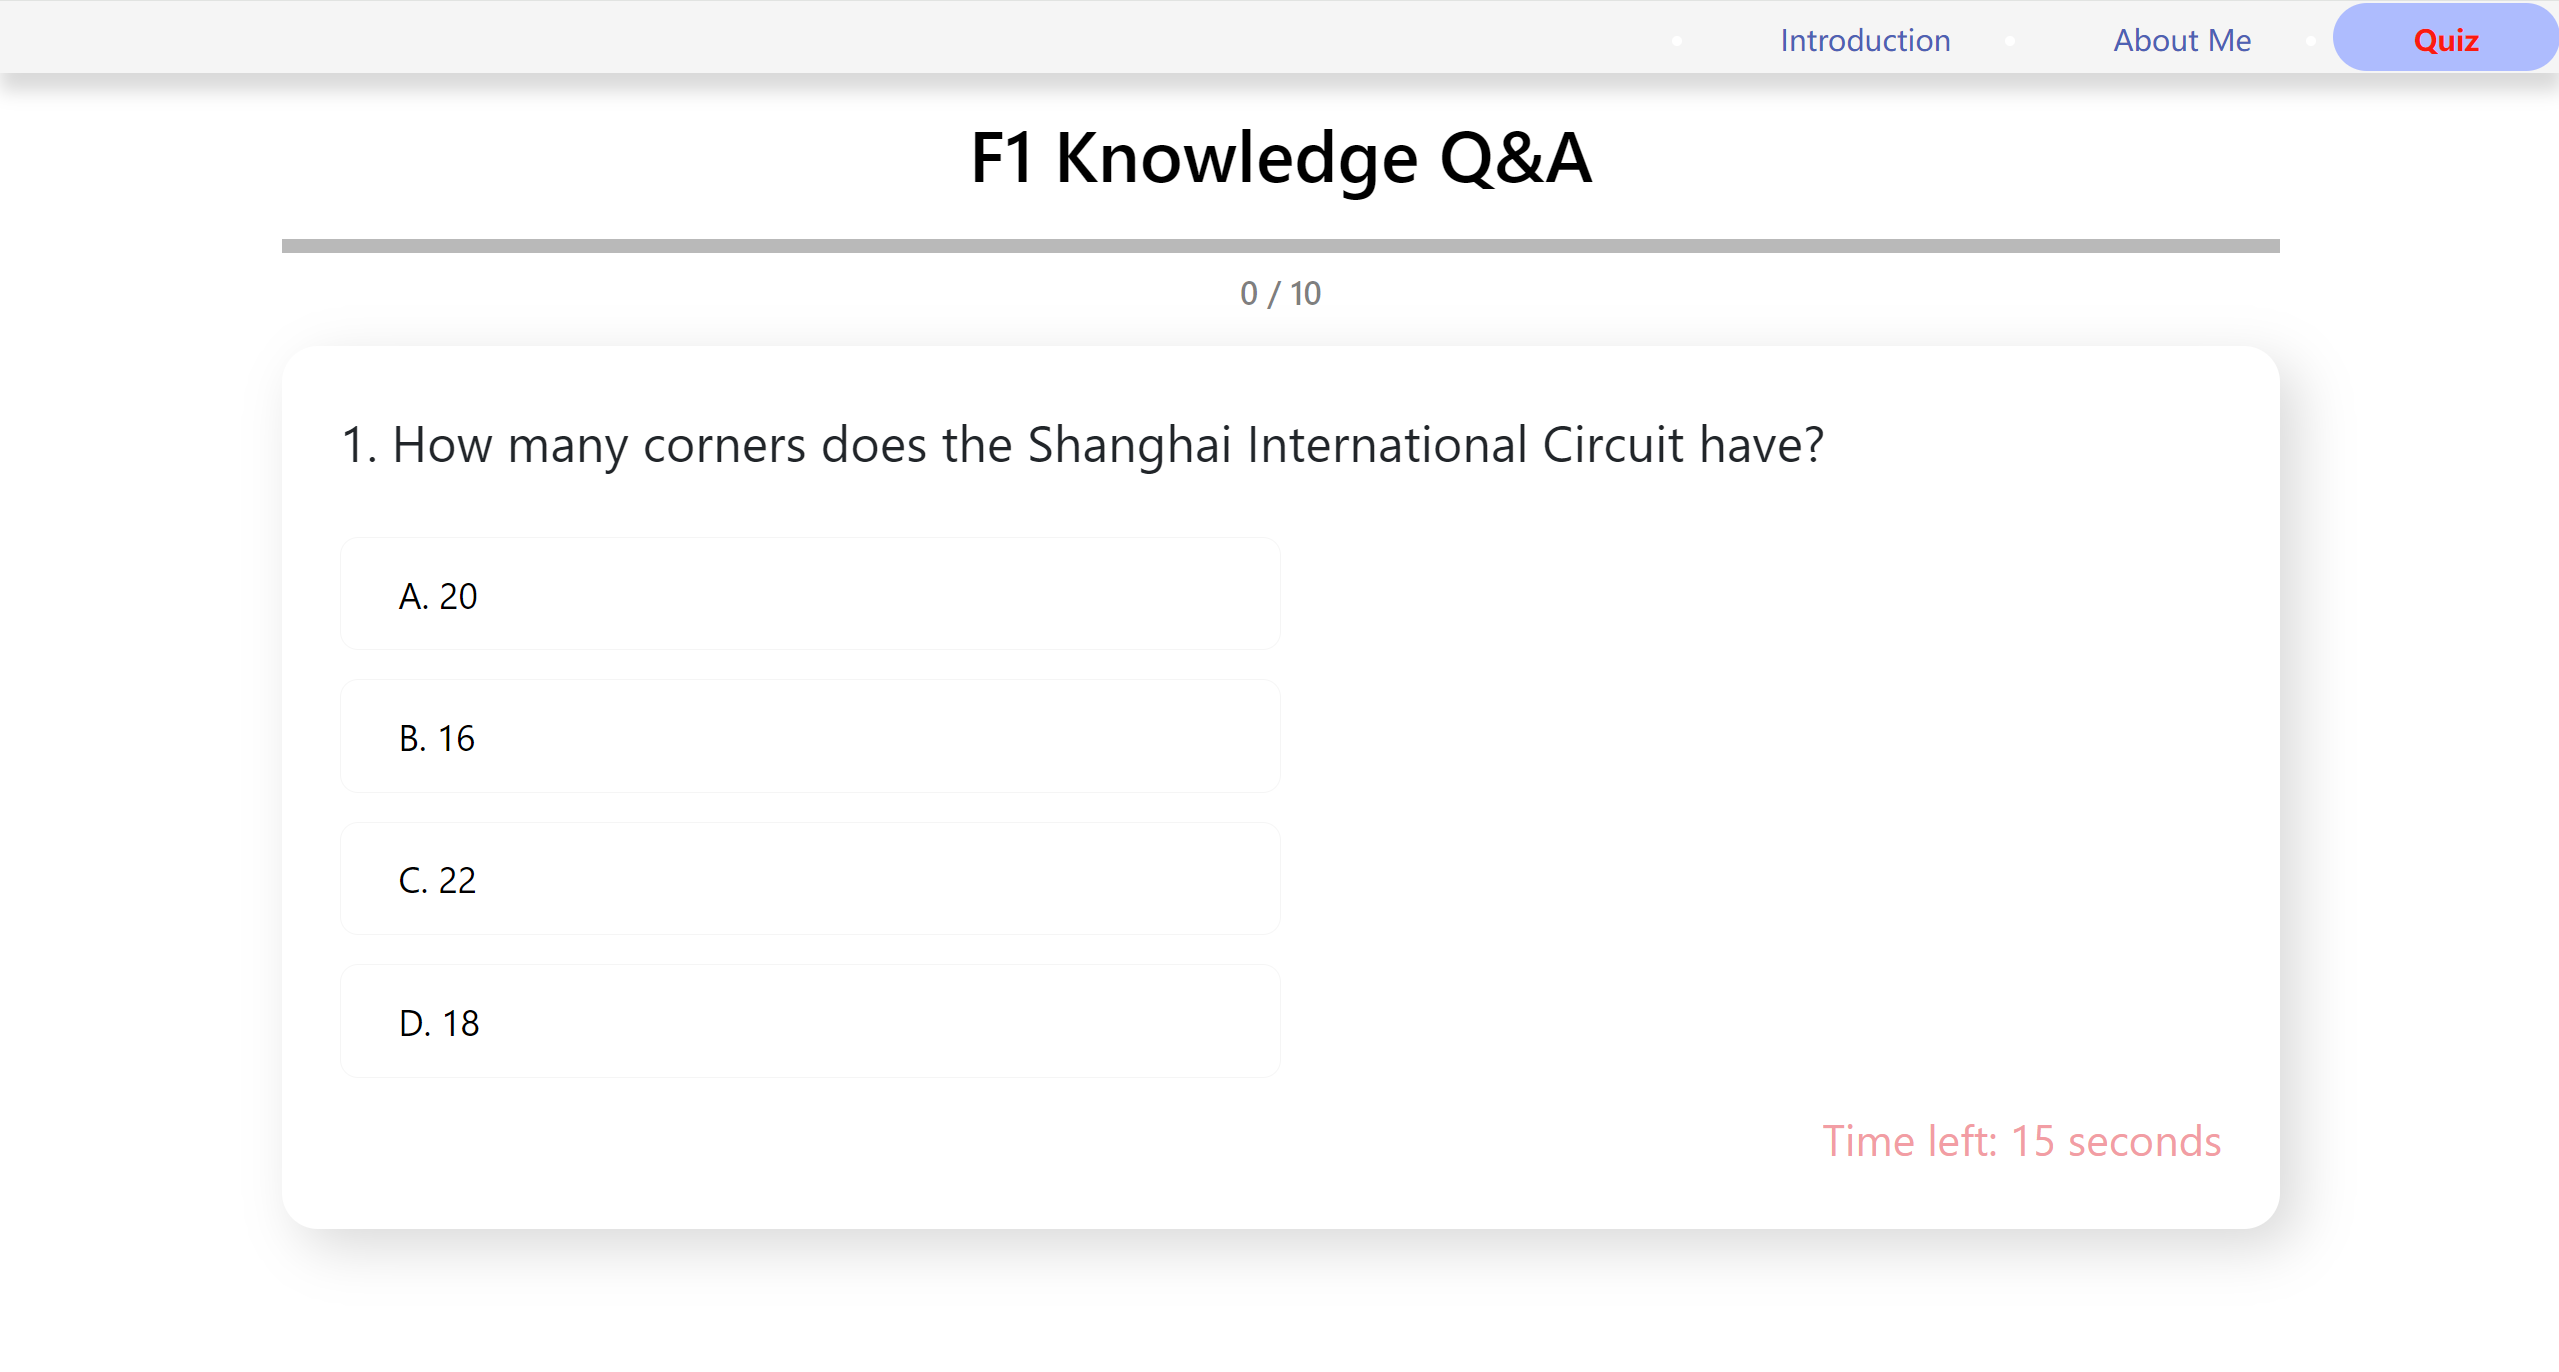 Introduction
About Me
Quiz
F1 Knowledge Q&A
0 / 10
1. How many corners does the Shanghai International Circuit have?
A. 20
B. 16
C. 22
D. 18
Time left: 15 seconds